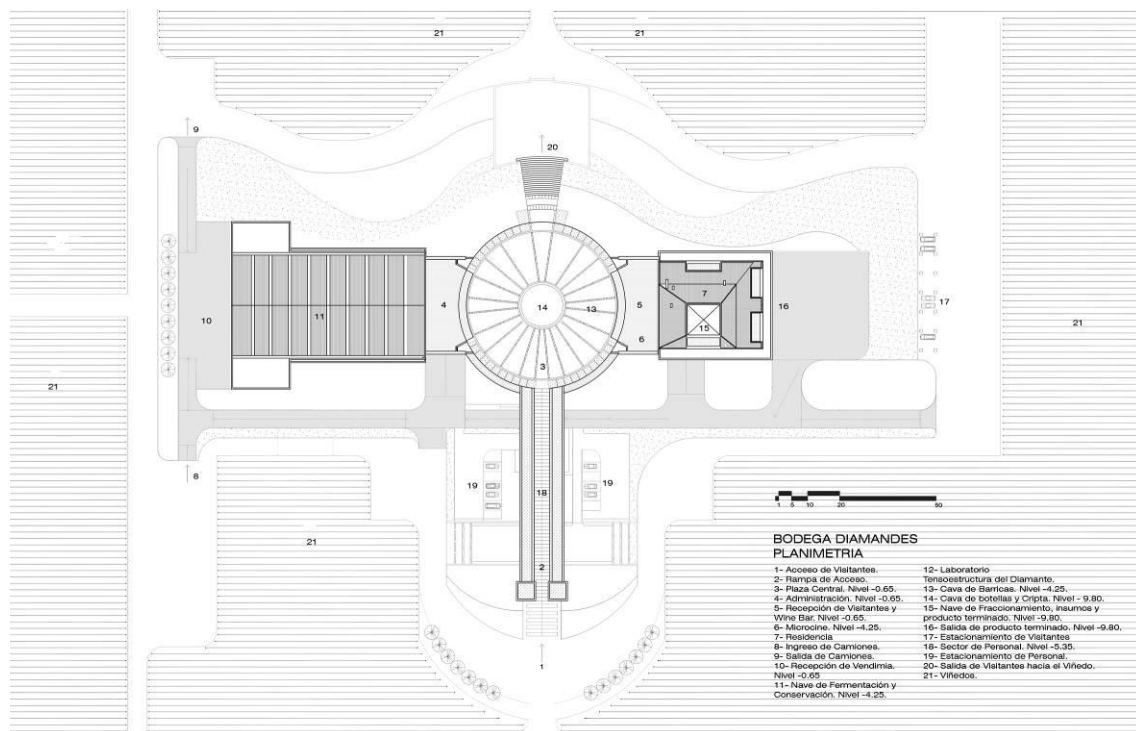 21
21
21
9
20
17
4
14
13
5
7
16
10
11
15
6
21
3
21
8
19
18
19
21
2
1
1 5 10 20 50
BODEGA DIAMANDES
PLANIMETRIA
1- Acceso de Visitantes.
2- Rampa de Acceso.
3- Plaza Central. Nivel -0.65.
4- Administración. Nivel -0.65.
5- Recepción de Visitantes y
Wine Bar. Nivel -0.65.
6- Microcine. Nivel -4.25.
7- Residencia
8- Ingreso de Camiones.
9- Salida de Camiones.
10- Recepción de Vendimia.
Nivel -0.65
11- Nave de Fermentación y
Conservación. Nivel -4.25.
12- Laboratorio
Tensoestructura del Diamante.
13- Cava de Barricas. Nivel -4.25.
14- Cava de botellas y Cripta. Nivel - 9.80.
15- Nave de Fraccionamiento, insumos y
producto terminado. Nivel -9.80.
16- Salida de producto terminado. Nivel -9.80.
17- Estacionamiento de Visitantes
18- Sector de Personal. Nivel -5.35.
19- Estacionamiento de Personal.
20- Salida de Visitantes hacia el Viñedo.
21- Viñedos.